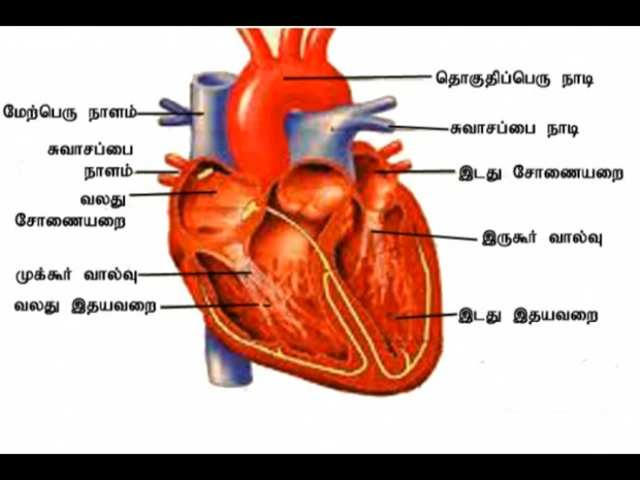 தொகுதிப்பெரு நாடி
மேற்பெரு நாளம்
சுவாசப்பை நாடி
சுவாசப்பை
நாளம்
இடது சோணையறை
வலது
சோணையறை
இருகூர் வால்வு
முக்கூர் வால்வு
வலது இதயவறை
இடது இதயவறை